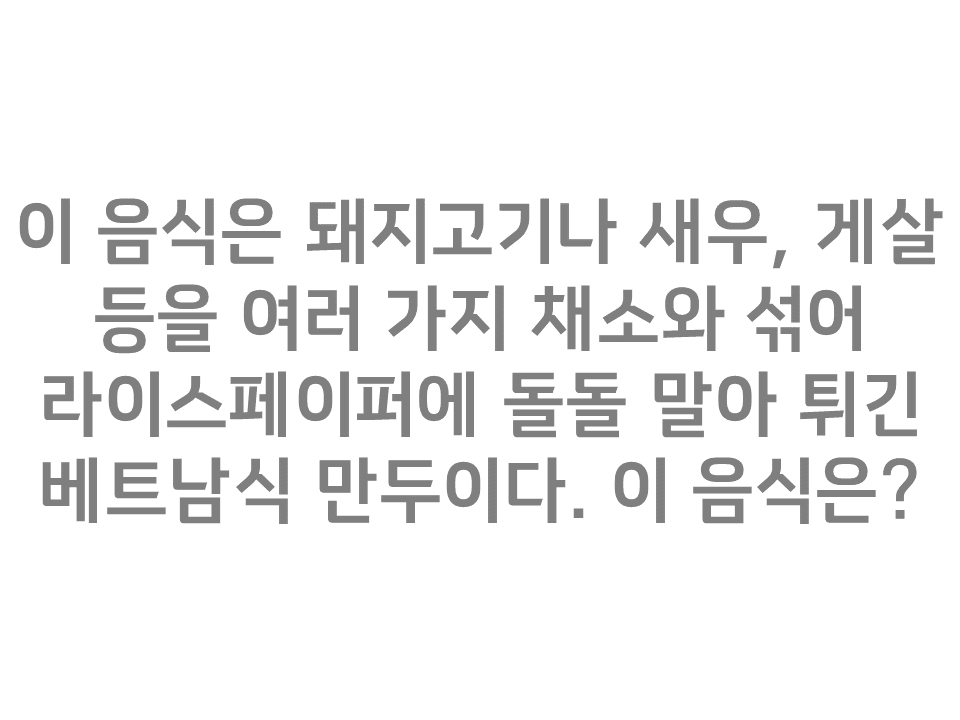 이 음식은 돼지고기나 새우, 게살
등을 여러 가지 채소와 섞어
라이스페이퍼에 돌돌 말아 튀긴
베트남식 만두이다. 이 음식은?